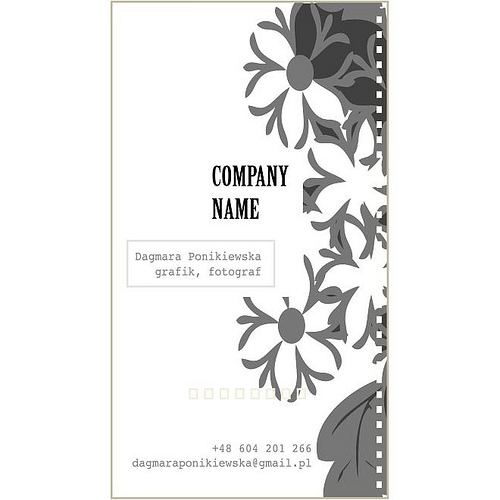 COMPANY
NAME
Dagmara Ponikiewska
grafik, fotograf
+48 604 201 266
dagmaraponikiewska@gmail.pl